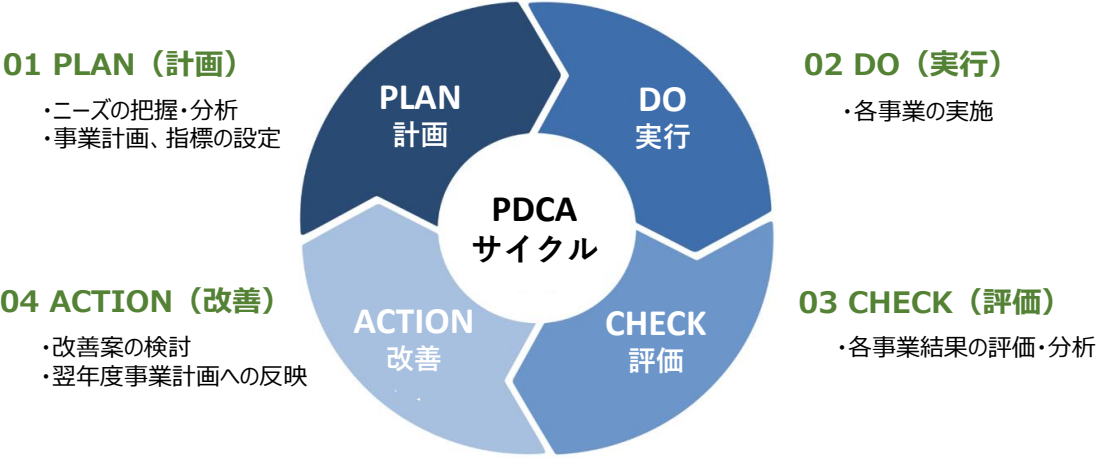 01 PLAN（計画）
・ニーズの把握・分析
・事業計画、指標の設定
02 DO（実行）
・各事業の実施
PLAN
計画
DO
実行
PDCA
サイクル
ACTION
改善
CHECK
評価
04 ACTION（改善）
・改善案の検討
・翌年度事業計画への反映
03 CHECK（評価）
・各事業結果の評価・分析